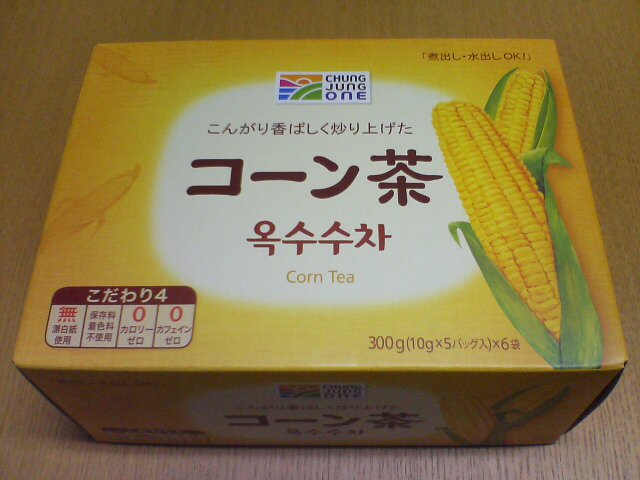 「煮出し・水出しOK!」
CHUNG
JUNG
ONE
こんがり香ばしく炒り上げた
コーン茶
옥수수차
Corn Tea
こだわり4
無
漂白紙
使用
保存料
着色料
不使用
0
カロリー
ゼロ
0
カフェイン
ゼロ
300g(10g×5バッグ入)×6袋
CHUNG
JUNG
ONE
こんがり香ばしく炒り上げた
コーン茶
옥수수차